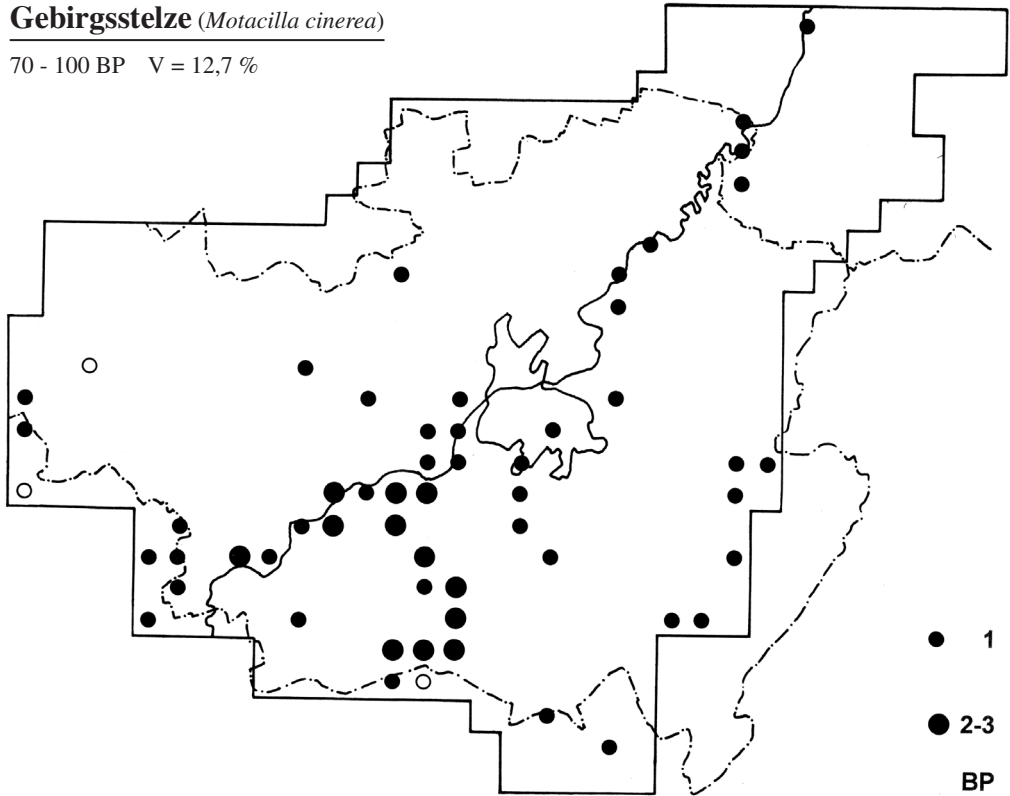 Gebirgsstelze (Motacilla cinerea)
70 - 100 BP V = 12,7 %
1
2-3
BP